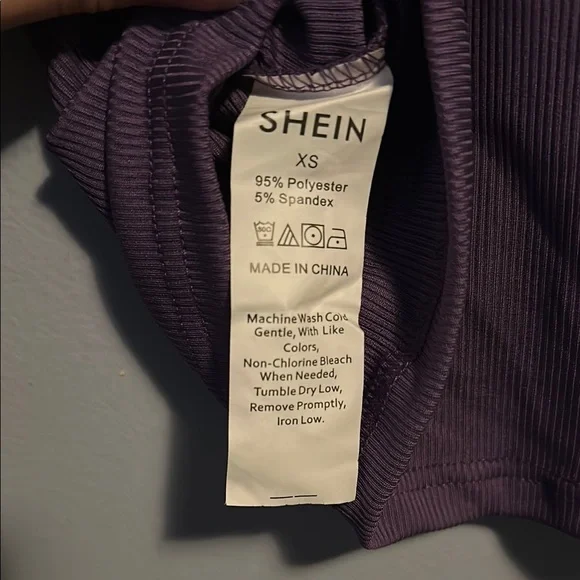 SHEIN
XS
95% Polyester
5% Spandex
MADE IN CHINA
Machine Wash Cold,
Gentle, With Like
Colors,
Non-Chlorine Bleach
When Needed,
Tumble Dry Low,
Remove Promptly,
Iron Low.